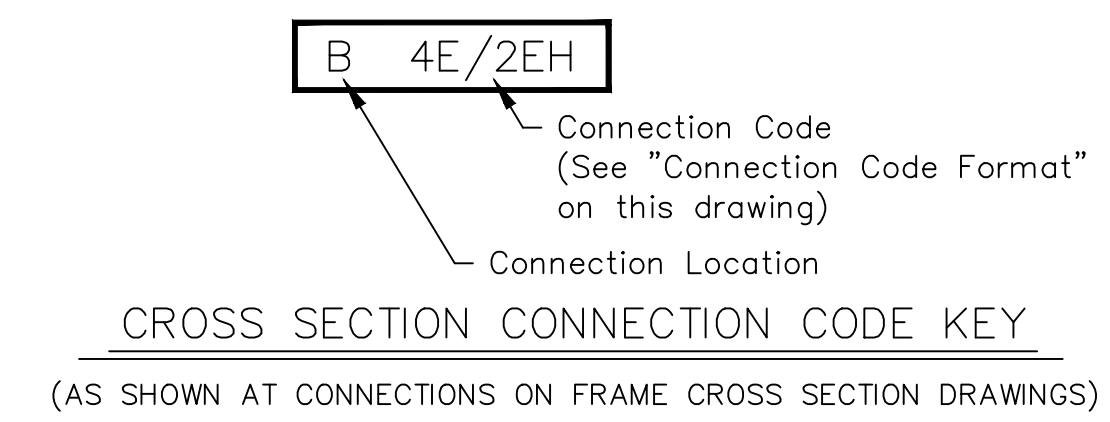 B 4E/2EH
Connection Code
(See "Connection Code Format"
on this drawing)
Connection Location
CROSS SECTION CONNECTION CODE KEY
(AS SHOWN AT CONNECTIONS ON FRAME CROSS SECTION DRAWINGS)